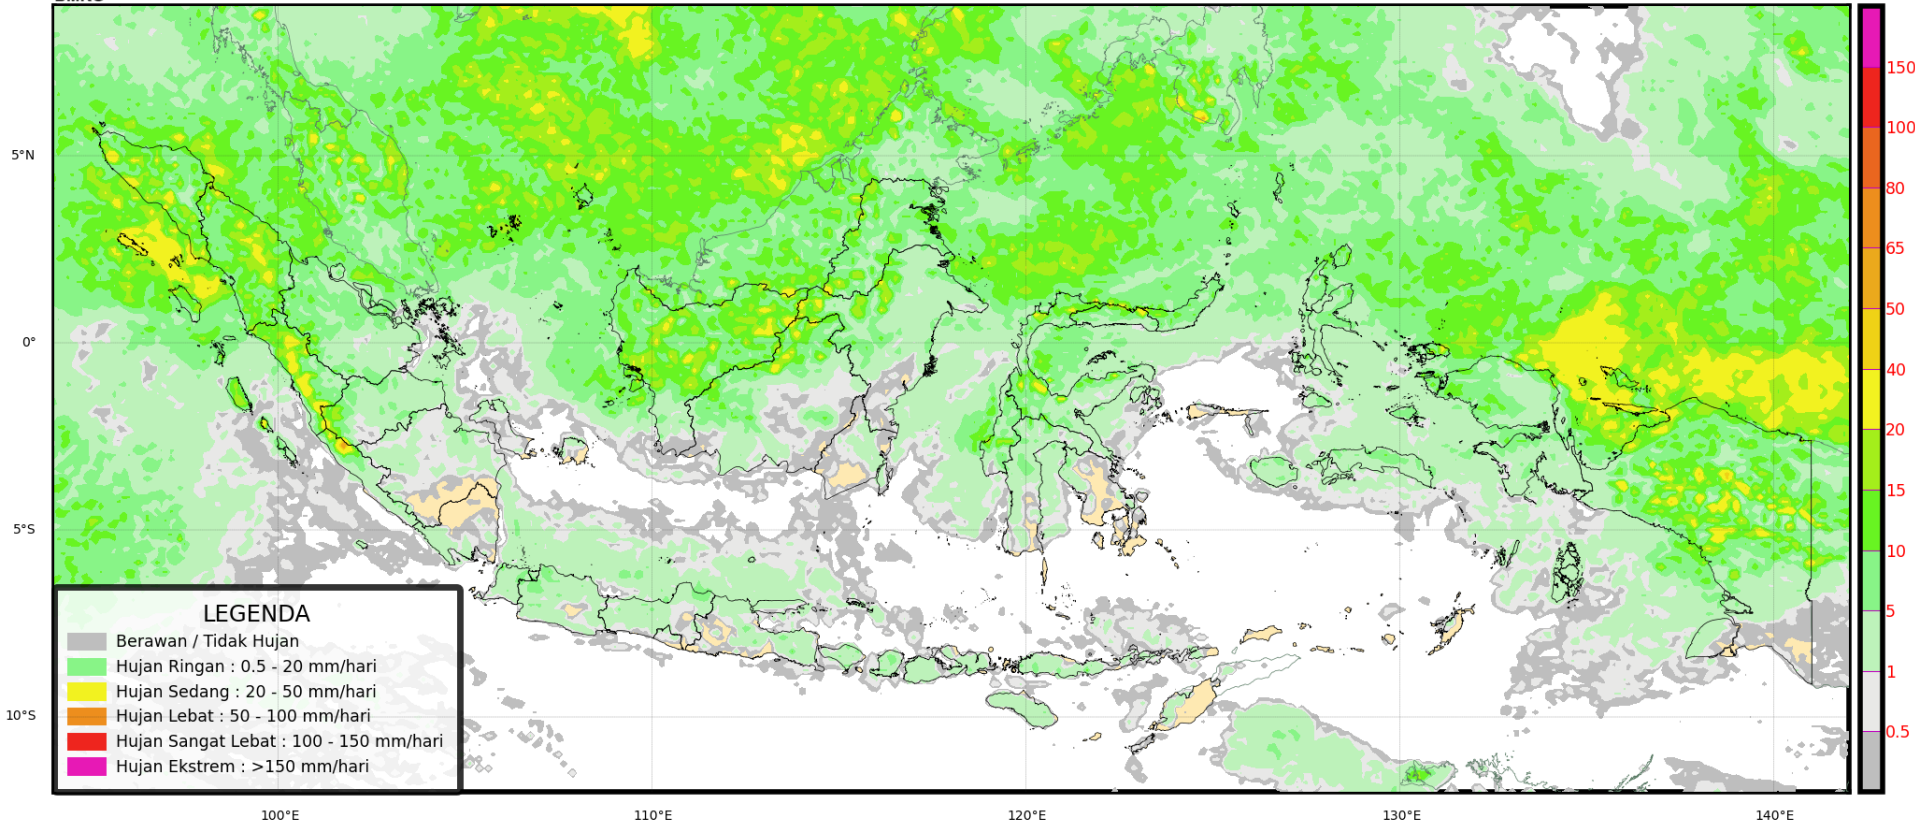 5°N
0°
5°S
10°S
LEGENDA
Berawan / Tidak Hujan
Hujan Ringan : 0.5 - 20 mm/hari
Hujan Sedang : 20 - 50 mm/hari
Hujan Lebat : 50 - 100 mm/hari
Hujan Sangat Lebat : 100 - 150 mm/hari
Hujan Ekstrem : >150 mm/hari
100°E
110°E
120°E
130°E
140°E
150
100
80
65
50
40
20
15
10
5
1
0.5